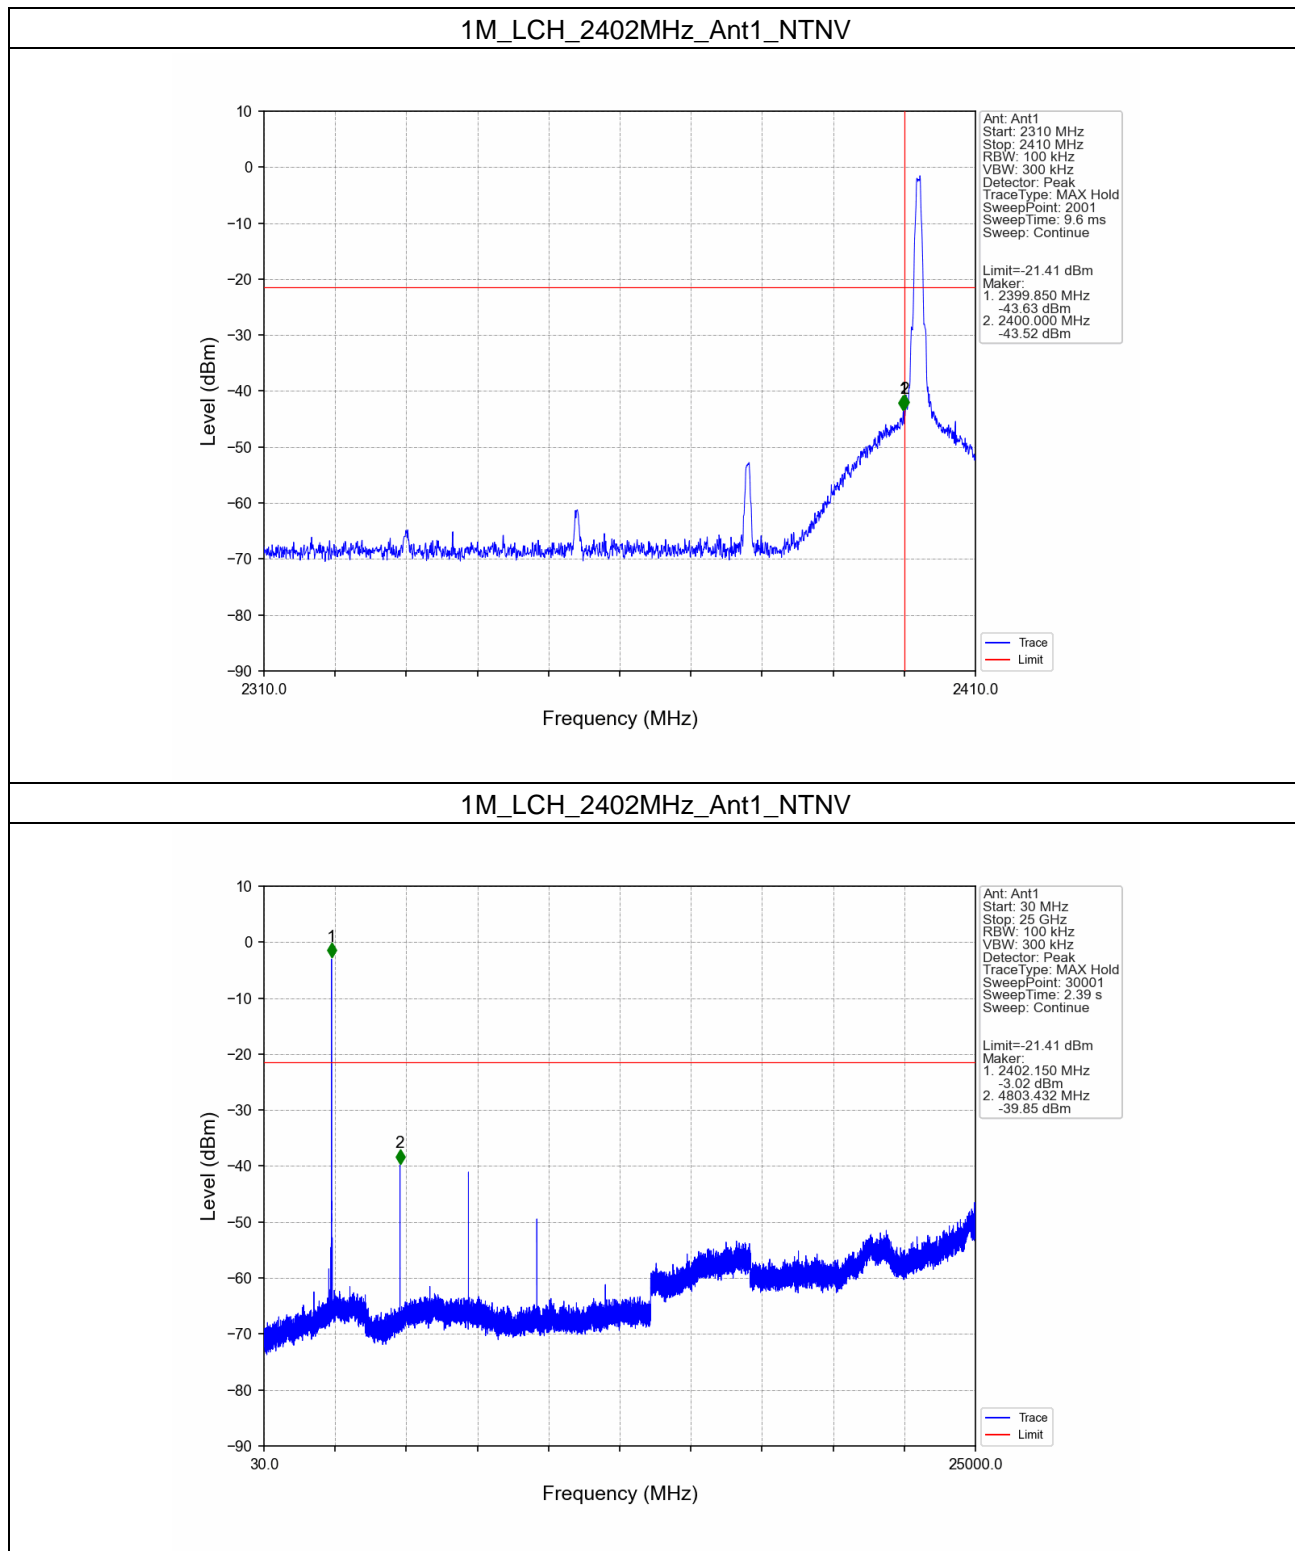 1M_LCH_2402MHz_Ant1_NTNV
10
0
−10
−20
−30
−40
−50
−60
−70
−80
−90
Level (dBm)
2310.0
2410.0
Frequency (MHz)
2
Ant: Ant1
Start: 2310 MHz
Stop: 2410 MHz
RBW: 100 kHz
VBW: 300 kHz
Detector: Peak
TraceType: MAX Hold
SweepPoint: 2001
SweepTime: 9.6 ms
Sweep: Continue
Limit=-21.41 dBm
Maker:
1. 2399.850 MHz
-43.63 dBm
2. 2400.000 MHz
-43.52 dBm
Trace
Limit
1M_LCH_2402MHz_Ant1_NTNV
10
0
−10
−20
−30
−40
−50
−60
−70
−80
−90
Level (dBm)
30.0
25000.0
Frequency (MHz)
1
2
Ant: Ant1
Start: 30 MHz
Stop: 25 GHz
RBW: 100 kHz
VBW: 300 kHz
Detector: Peak
TraceType: MAX Hold
SweepPoint: 30001
SweepTime: 2.39 s
Sweep: Continue
Limit=-21.41 dBm
Maker:
1. 2402.150 MHz
-3.02 dBm
2. 4803.432 MHz
-39.85 dBm
Trace
Limit